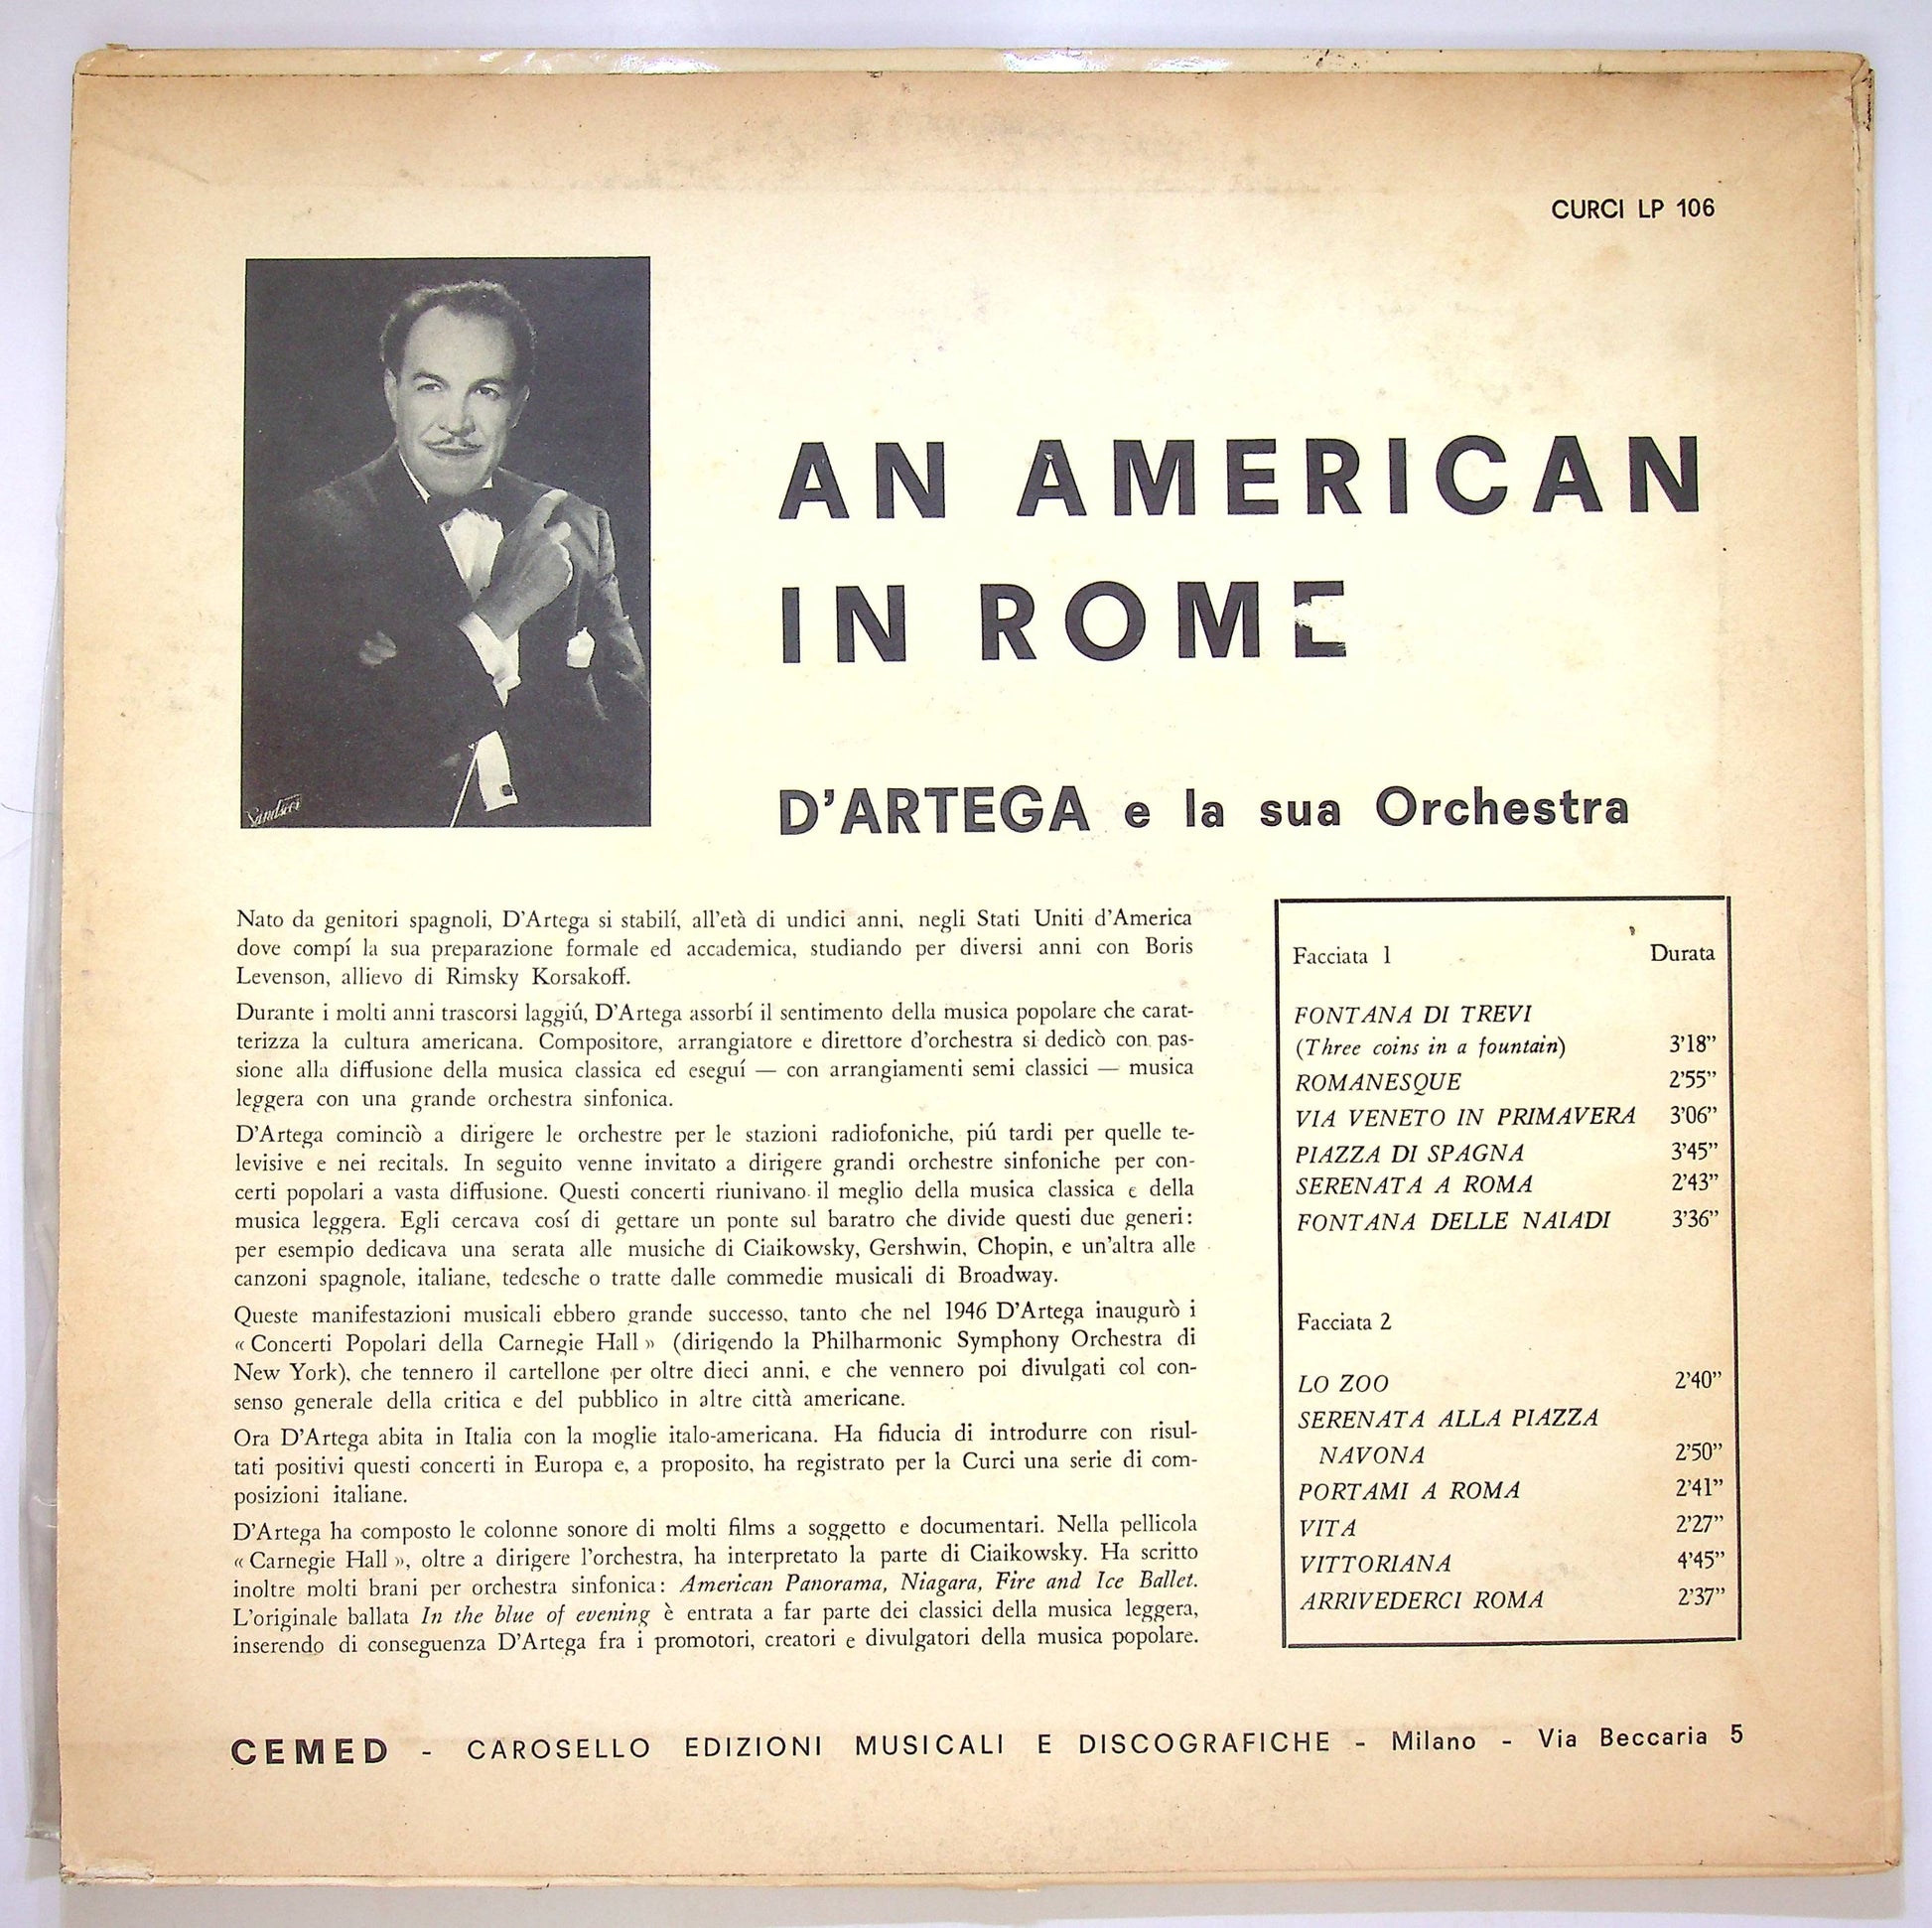 CURCI LP 106
AN AMERICAN
IN ROME
D'ARTEGA e la sua Orchestra
Nato da genitori spagnoli, D'Artega si stabilí, all'età di undici anni, negli Stati Uniti d'America
dove compí la sua preparazione formale ed accademica, studiando per diversi anni con Boris
Levenson, allievo di Rimsky Korsakoff.
Durante i molti anni trascorsi laggiú, D'Artega assorbí il sentimento della musica popolare che carat-
terizza la cultura americana. Compositore, arrangiatore e direttore d'orchestra si dedicò con pas-
sione alla diffusione della musica classica ed eseguí — con arrangiamenti semi classici — musica
leggera con una grande orchestra sinfonica.
D'Artega cominciò a dirigere le orchestre per le stazioni radiofoniche, piú tardi per quelle te-
levisive e nei recitals. In seguito venne invitato a dirigere grandi orchestre sinfoniche per con-
certi popolari a vasta diffusione. Questi concerti riunivano il meglio della musica classica e della
musica leggera. Egli cercava cosí di gettare un ponte sul baratro che divide questi due generi:
per esempio dedicava una serata alle musiche di Ciaikowsky, Gershwin, Chopin, e un'altra alle
canzoni spagnole, italiane, tedesche o tratte dalle commedie musicali di Broadway.
Queste manifestazioni musicali ebbero grande successo, tanto che nel 1946 D'Artega inaugurò i
« Concerti Popolari della Carnegie Hall » (dirigendo la Philharmonic Symphony Orchestra di
New York), che tennero il cartellone per oltre dieci anni, e che vennero poi divulgati col con-
senso generale della critica e del pubblico in altre città americane.
Ora D'Artega abita in Italia con la moglie italo-americana. Ha fiducia di introdurre con risul-
tati positivi questi concerti in Europa e, a proposito, ha registrato per la Curci una serie di com-
posizioni italiane.
D'Artega ha composto le colonne sonore di molti films a soggetto e documentari. Nella pellicola
« Carnegie Hall », oltre a dirigere l'orchestra, ha interpretato la parte di Ciaikowsky. Ha scritto
inoltre molti brani per orchestra sinfonica: American Panorama, Niagara, Fire and Ice Ballet.
L'originale ballata In the blue of evening è entrata a far parte dei classici della musica leggera,
inserendo di conseguenza D'Artega fra i promotori, creatori e divulgatori della musica popolare.
Facciata 1 Durata
FONTANA DI TREVI
(Three coins in a fountain) 3'18"
ROMANESQUE 2'55"
VIA VENETO IN PRIMAVERA 3'06"
PIAZZA DI SPAGNA 3'45"
SERENATA A ROMA 2'43"
FONTANA DELLE NAIADI 3'36"
Facciata 2
LO ZOO 2'40"
SERENATA ALLA PIAZZA
NAVONA 2'50"
PORTAMI A ROMA 2'41"
VITA 2'27"
VITTORIANA 4'45"
ARRIVEDERCI ROMA 2'37"
CEMED - CAROSELLO EDIZIONI MUSICALI E DISCOGRAFICHE - Milano - Via Beccaria 5